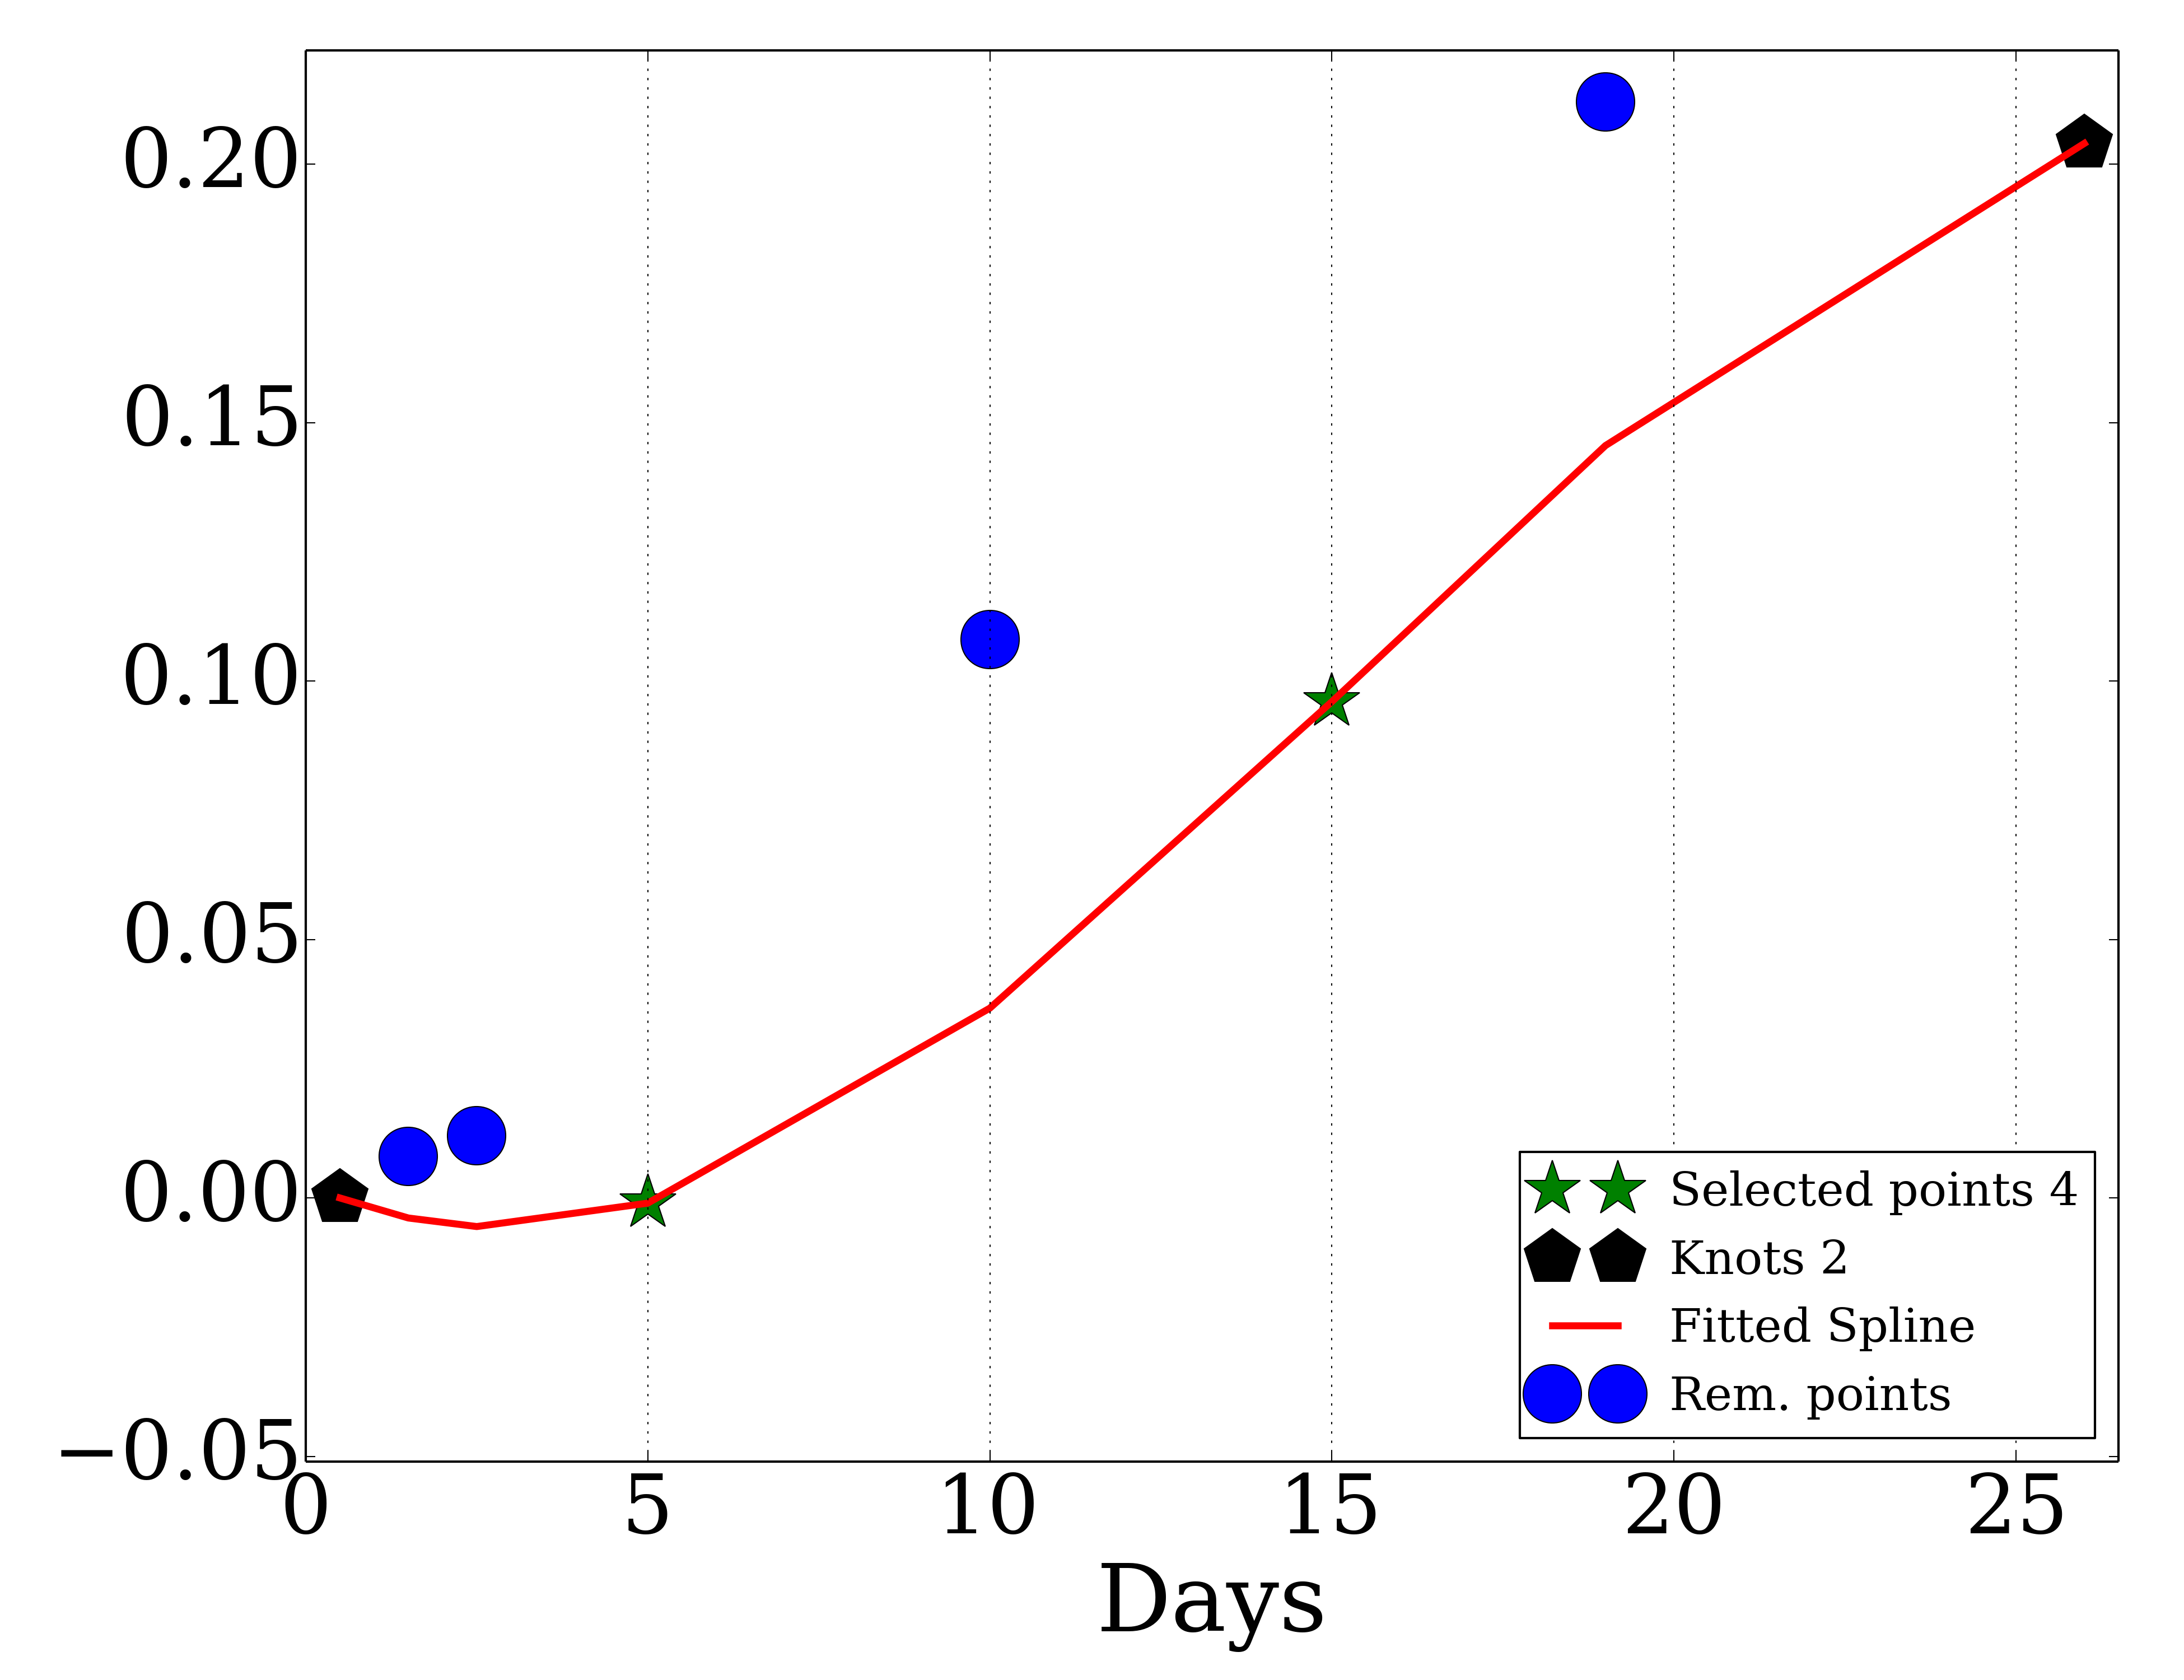 0.20
0.15
0.10
0.05
0.00
−0.05
0 5 10 15 20 25
Days
Selected points 4
Knots 2
Fitted Spline
Rem. points